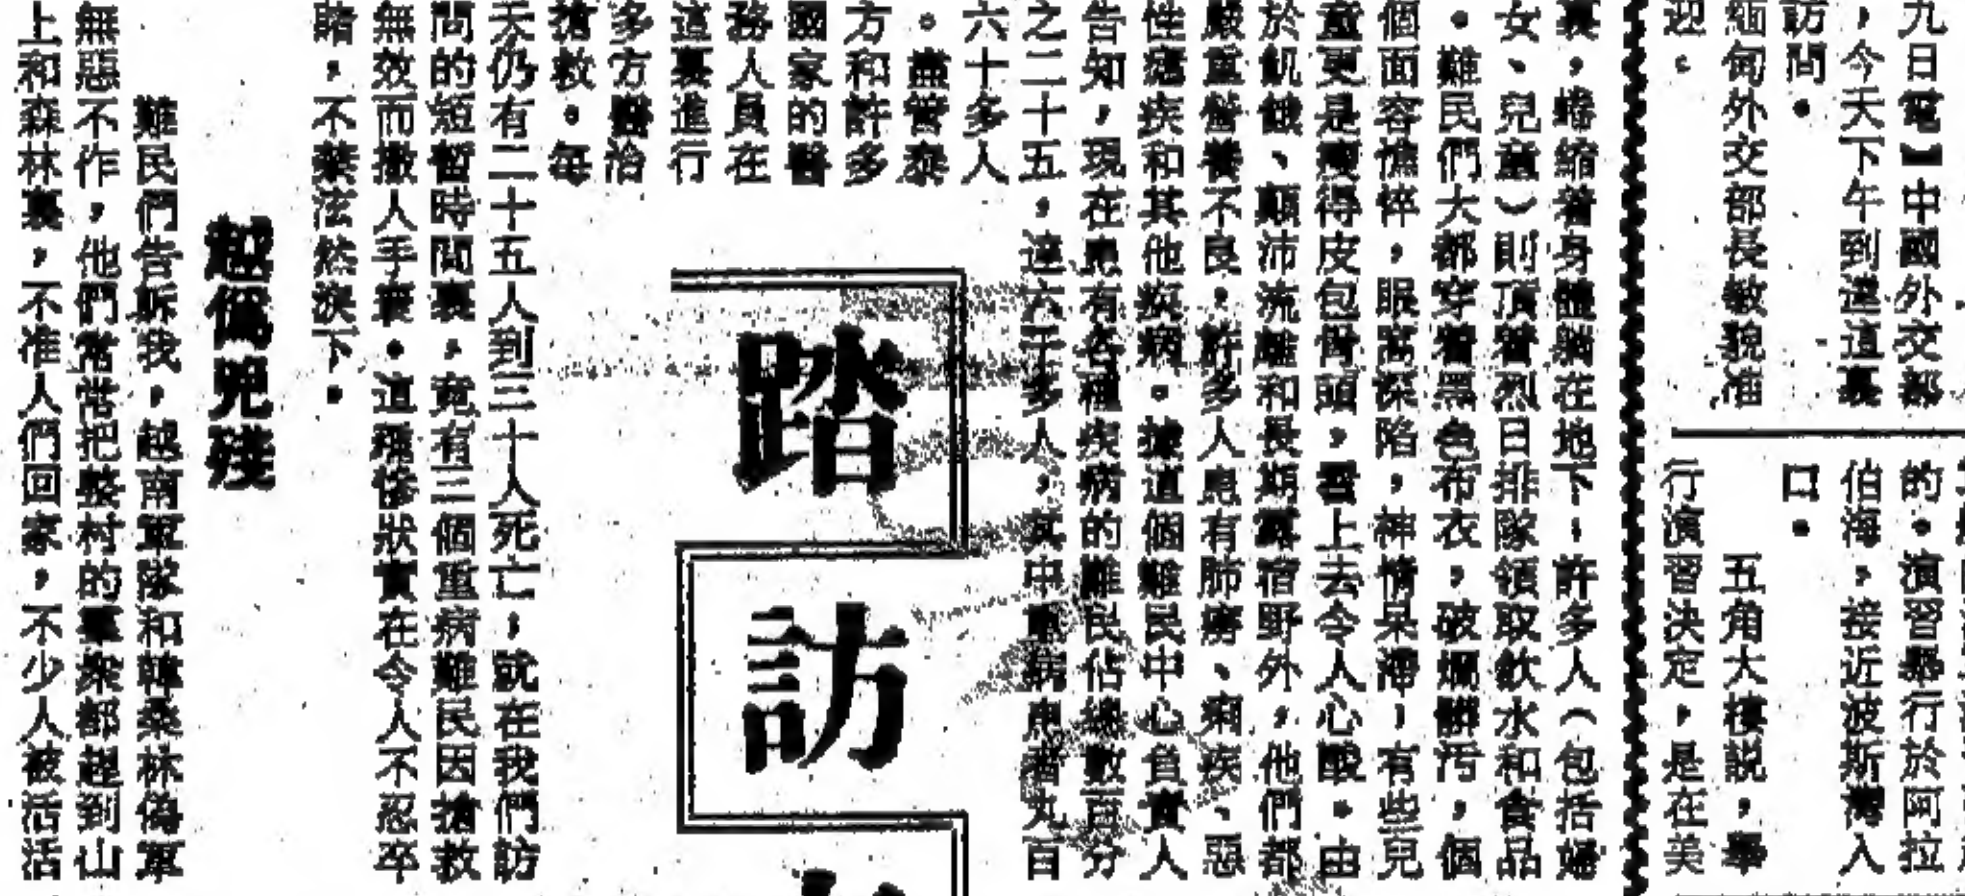 九日電】中國外交部
，今天下午到達這裏
訪問。
緬甸外交部長敏貌准
迎。
的。演習舉行於阿拉
伯海，接近波斯灣入
口。
五角大樓説，舉
行演習決定，是在美
裏，蜷縮着身體躺在地下；許多人（包括婦
女、兒童）則頂着烈日排隊領取飲水和食品
。難民們大都穿着黑色布衣，破爛髒污，個
個面容憔悴，眼窩深陷，神情呆滯！有些兒
童更是瘦得皮包骨頭，看上去令人心酸。由
於飢餓、顛沛流離和長期露宿野外，他們都
嚴重營養不良。許多人患有肺癆、痢疾、惡
性瘧疾和其他疾病。據這個難民中心負責人
告知，現在患有各種疾病的難民佔總數百分
之二十五，達六千多人，其中重病患者九百
六十多人
。儘管泰
方和許多
國家的醫
務人員在
這裏進行
多方醫治
搶救。每
天仍有二十五人到三十人死亡，就在我們訪
問的短暫時間裏，竟有三個重病難民因搶救
無效而撒人手寰。這種慘狀實在令人不忍卒
睹，不禁泫然淚下。
踏
訪
越僞兇殘
難民們告訴我，越南軍隊和韓桑林僞軍
無惡不作，他們常常把整村的羣衆都趕到山
上和森林裏，不准人們回家，不少人被活活